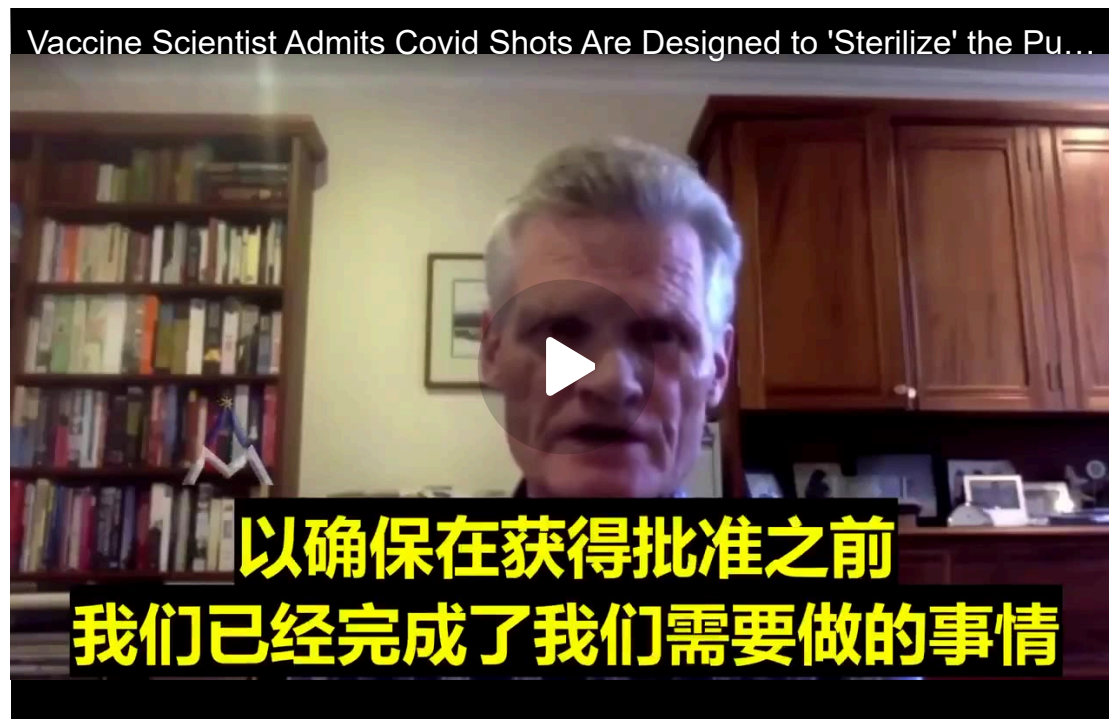 Vaccine Scientist Admits Covid Shots Are Designed to 'Sterilize' the Pu…
以确保在获得批准之前
我们已经完成了我们需要做的事情